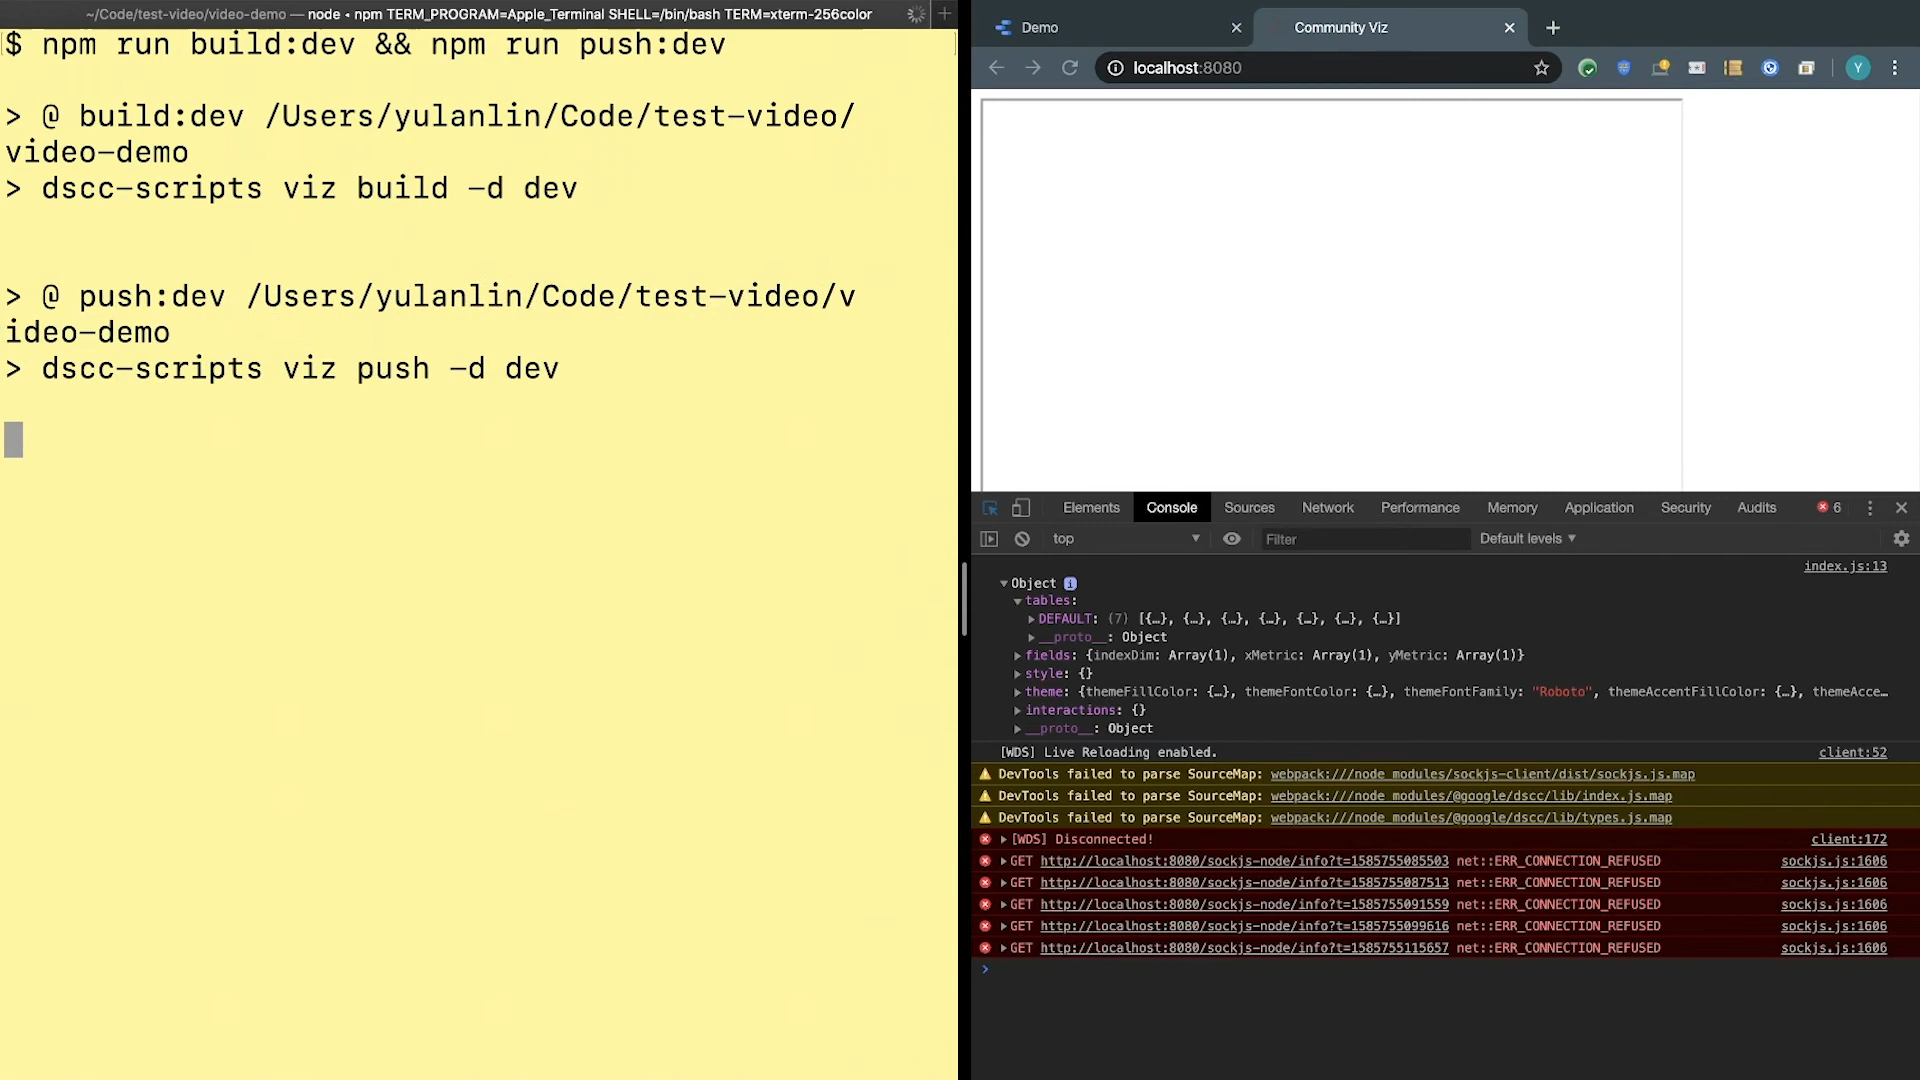 ~/Code/test-video/video-demo — node ◂ npm TERM_PROGRAM=Apple_Terminal SHELL=/bin/bash TERM=xterm-256color
$ npm run build:dev && npm run push:dev
> @ build:dev /Users/yulanlin/Code/test-video/
video-demo
> dscc-scripts viz build -d dev
> @ push:dev /Users/yulanlin/Code/test-video/v
ideo-demo
> dscc-scripts viz push -d dev
Demo
Community Viz
localhost:8080
Y
Elements Console Sources Network Performance Memory Application Security Audits 6
top Filter Default levels ▼
index.js:13
▼Object i
▼tables:
▶DEFAULT: (7) [{…}, {…}, {…}, {…}, {…}, {…}, {…}]
▶__proto__: Object
▶fields: {indexDim: Array(1), xMetric: Array(1), yMetric: Array(1)}
▶style: {}
▶theme: {themeFillColor: {…}, themeFontColor: {…}, themeFontFamily: "Roboto", themeAccentFillColor: {…}, themeAcce…
▶interactions: {}
▶__proto__: Object
[WDS] Live Reloading enabled. client:52
DevTools failed to parse SourceMap: webpack:///node_modules/sockjs-client/dist/sockjs.js.map
DevTools failed to parse SourceMap: webpack:///node_modules/@google/dscc/lib/index.js.map
DevTools failed to parse SourceMap: webpack:///node_modules/@google/dscc/lib/types.js.map
▶[WDS] Disconnected! client:172
▶GET http://localhost:8080/sockjs-node/info?t=1585755085503 net::ERR_CONNECTION_REFUSED sockjs.js:1606
▶GET http://localhost:8080/sockjs-node/info?t=1585755087513 net::ERR_CONNECTION_REFUSED sockjs.js:1606
▶GET http://localhost:8080/sockjs-node/info?t=1585755091559 net::ERR_CONNECTION_REFUSED sockjs.js:1606
▶GET http://localhost:8080/sockjs-node/info?t=1585755099616 net::ERR_CONNECTION_REFUSED sockjs.js:1606
▶GET http://localhost:8080/sockjs-node/info?t=1585755115657 net::ERR_CONNECTION_REFUSED sockjs.js:1606
>